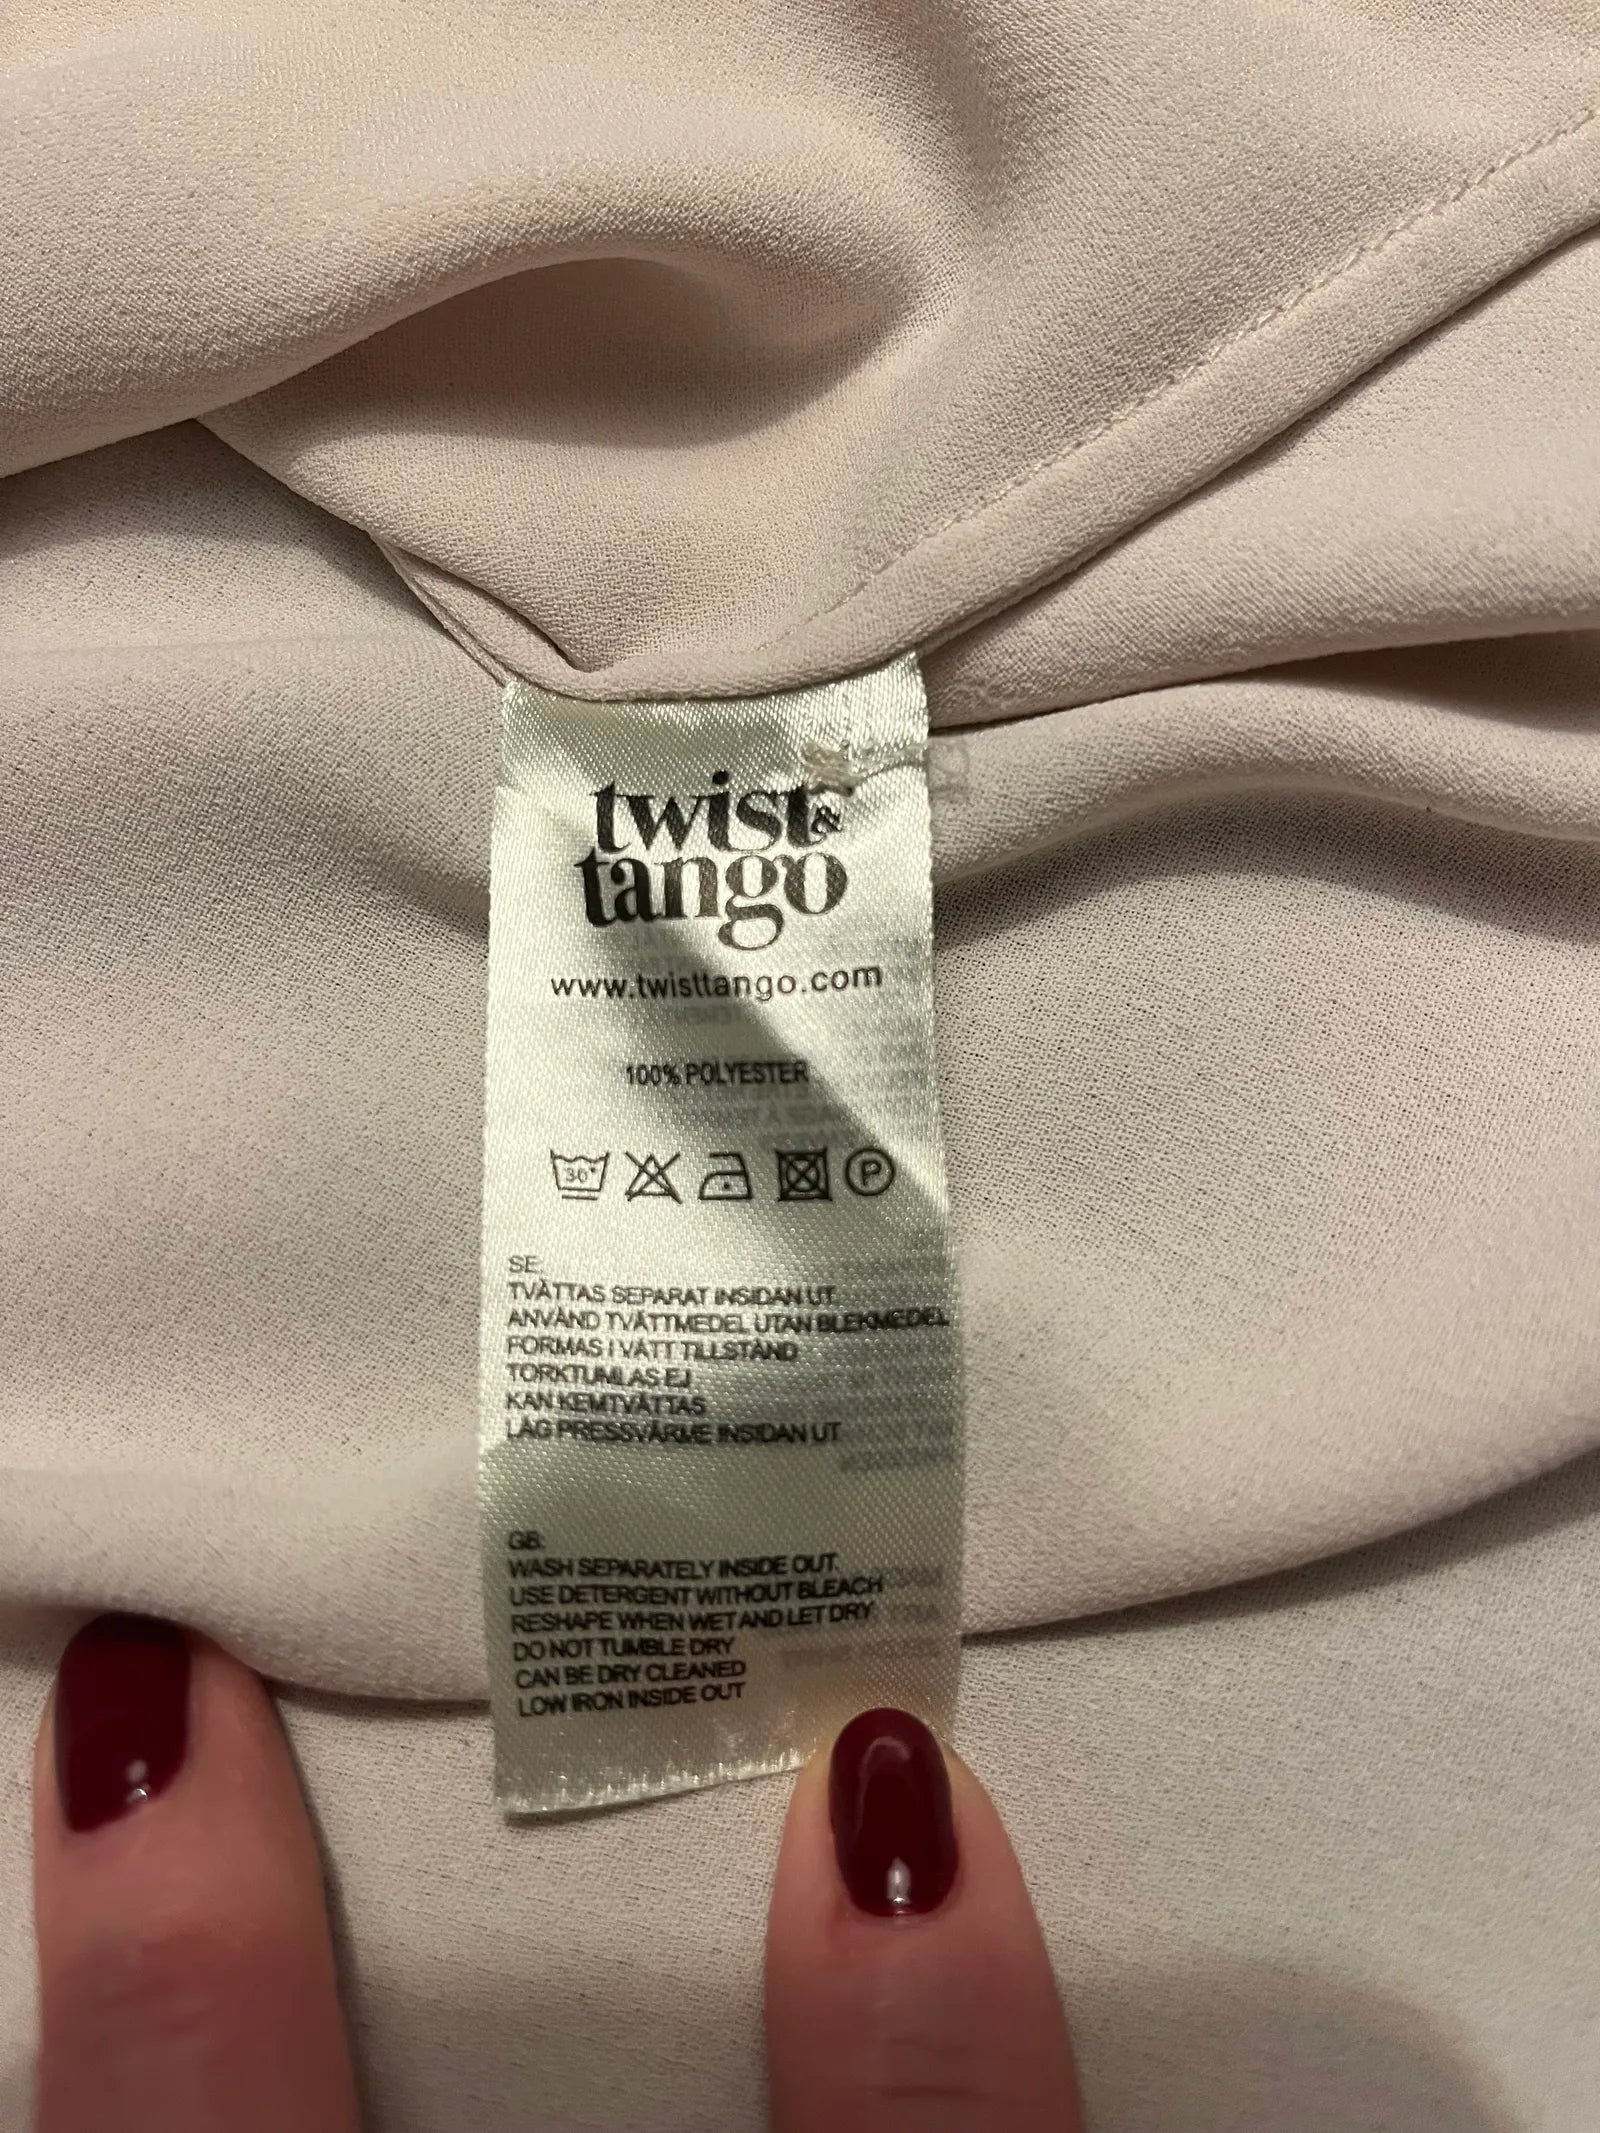 twist &
tango
www.twisttango.com
100% POLYESTER
30°
P
SE:
TVÄTTAS SEPARAT INSIDAN UT
ANVÄND TVÄTTMEDEL UTAN BLEKMEDEL
FORMAS I VÅTT TILLSTÅND
TORKTUMLAS EJ
KAN KEMTVÄTTAS
LÅG PRESSVÄRME INSIDAN UT
GB:
WASH SEPARATELY INSIDE OUT.
USE DETERGENT WITHOUT BLEACH
RESHAPE WHEN WET AND LET DRY
DO NOT TUMBLE DRY
CAN BE DRY CLEANED
LOW IRON INSIDE OUT